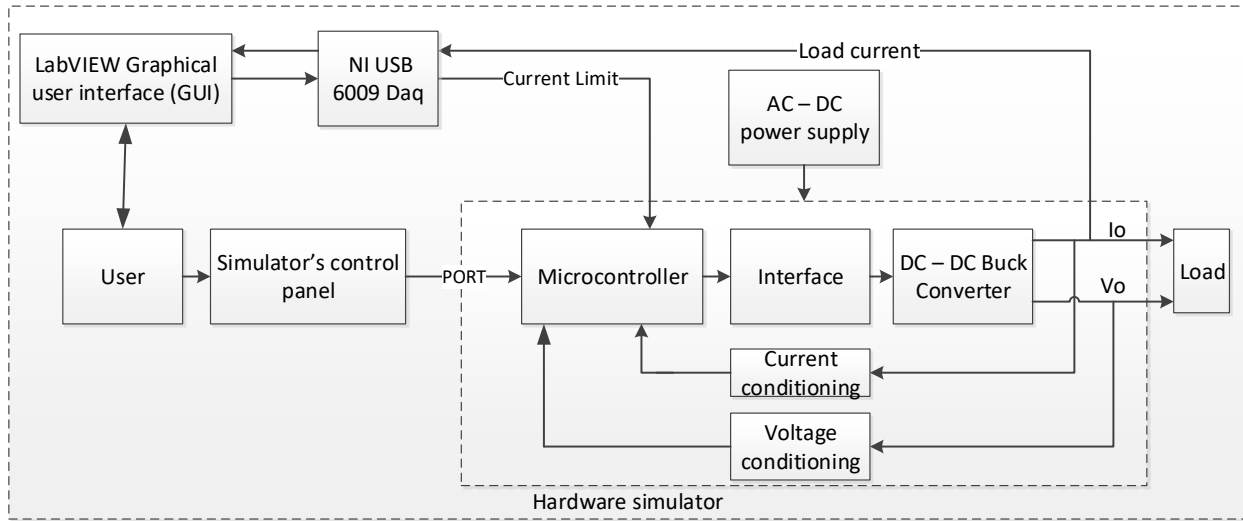 LabVIEW Graphical
user interface (GUI)
NI USB
6009 Daq
Load current
Current Limit
AC – DC
power supply
User
Simulator's control
panel
PORT
Microcontroller
Interface
DC – DC Buck
Converter
Io
Vo
Load
Current
conditioning
Voltage
conditioning
Hardware simulator